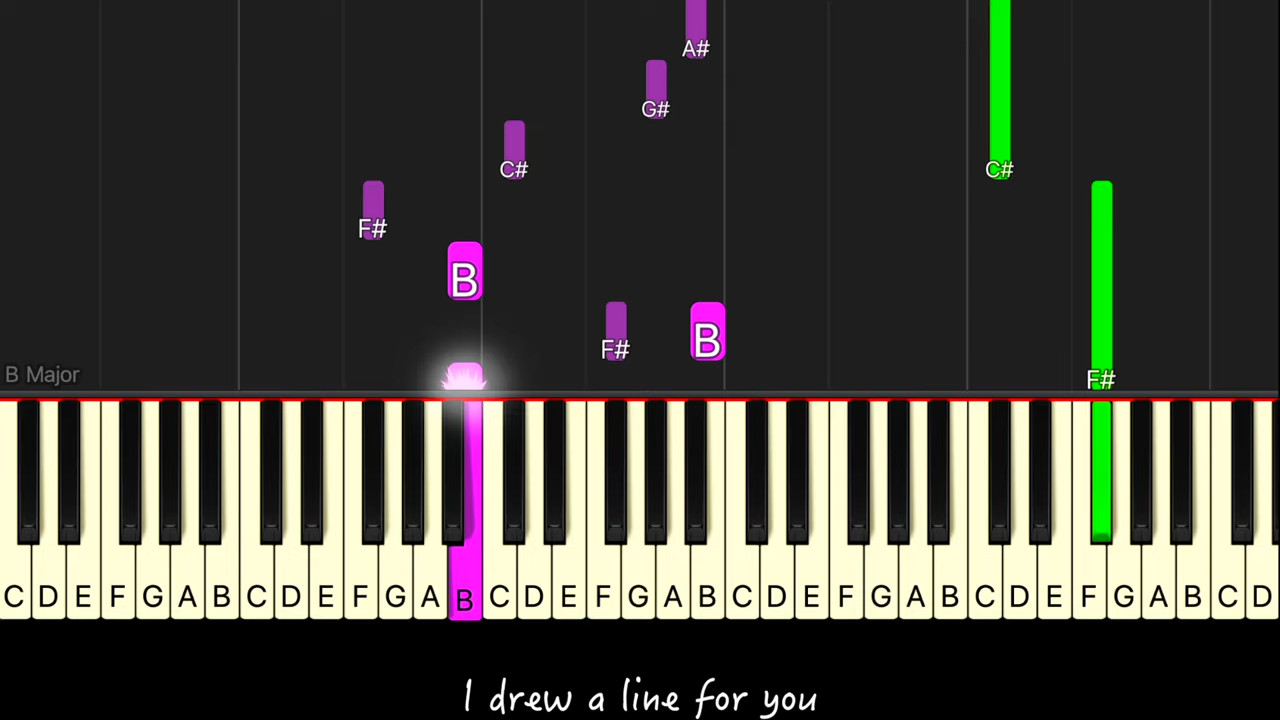 A#
G#
C# C#
F#
B
F# B
B Major F#
C D E F G A B C D E F G A B C D E F G A B C D E F G A B C D E F G A B C D
I drew a line for you